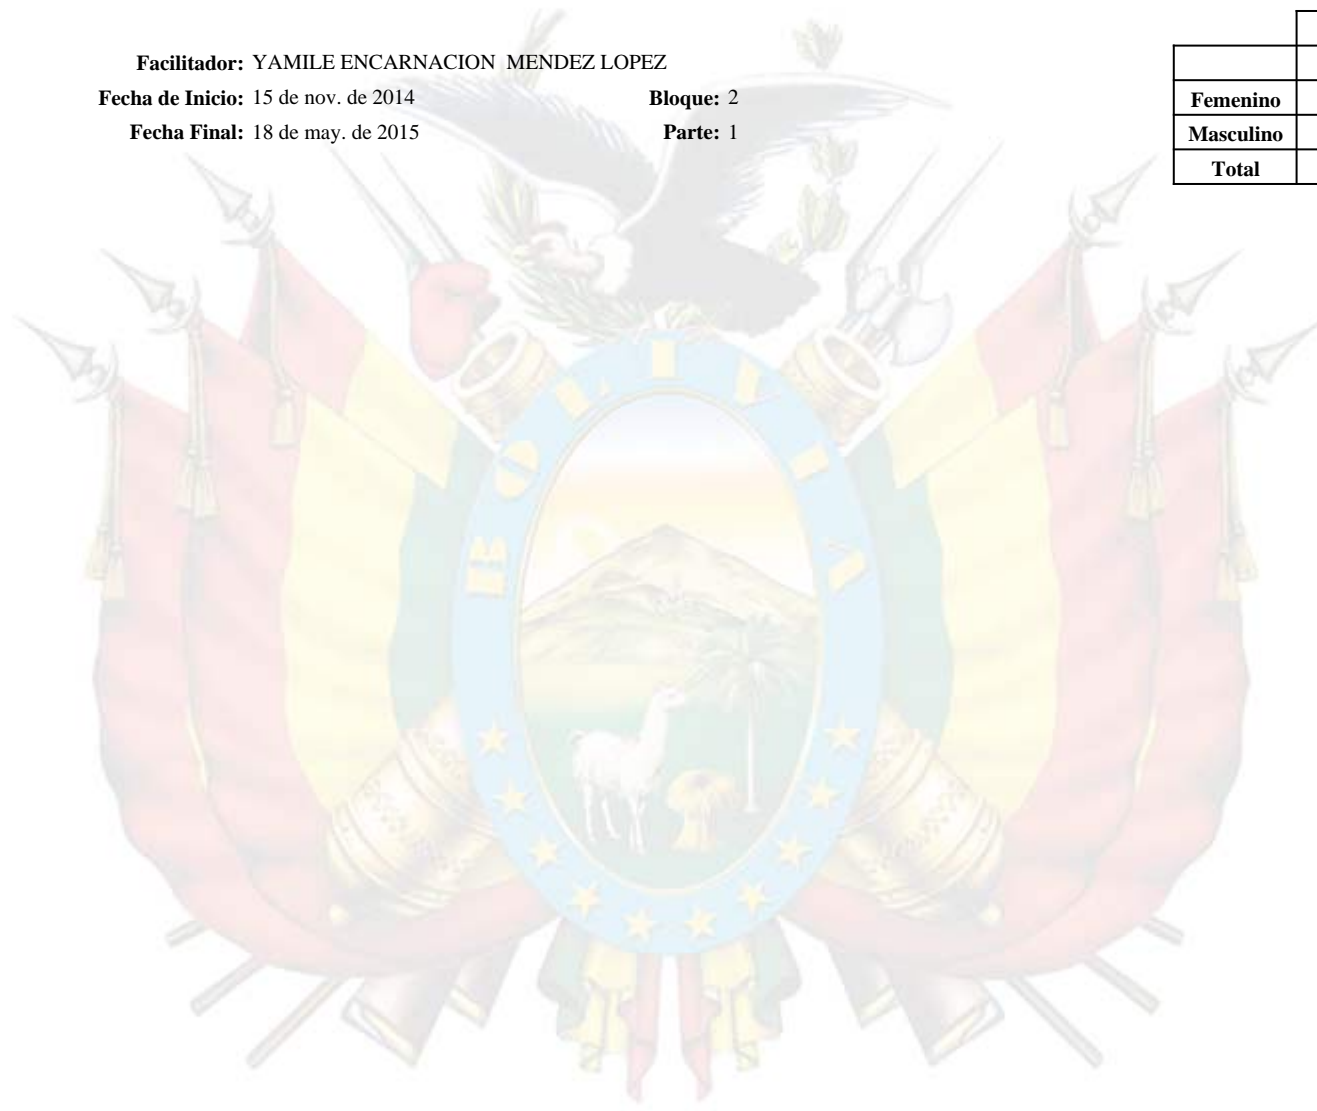 Facilitador: YAMILE ENCARNACION MENDEZ LOPEZ
Fecha de Inicio: 15 de nov. de 2014 Bloque: 2
Fecha Final: 18 de may. de 2015 Parte: 1
Femenino
Masculino
Total
BOLIVIA